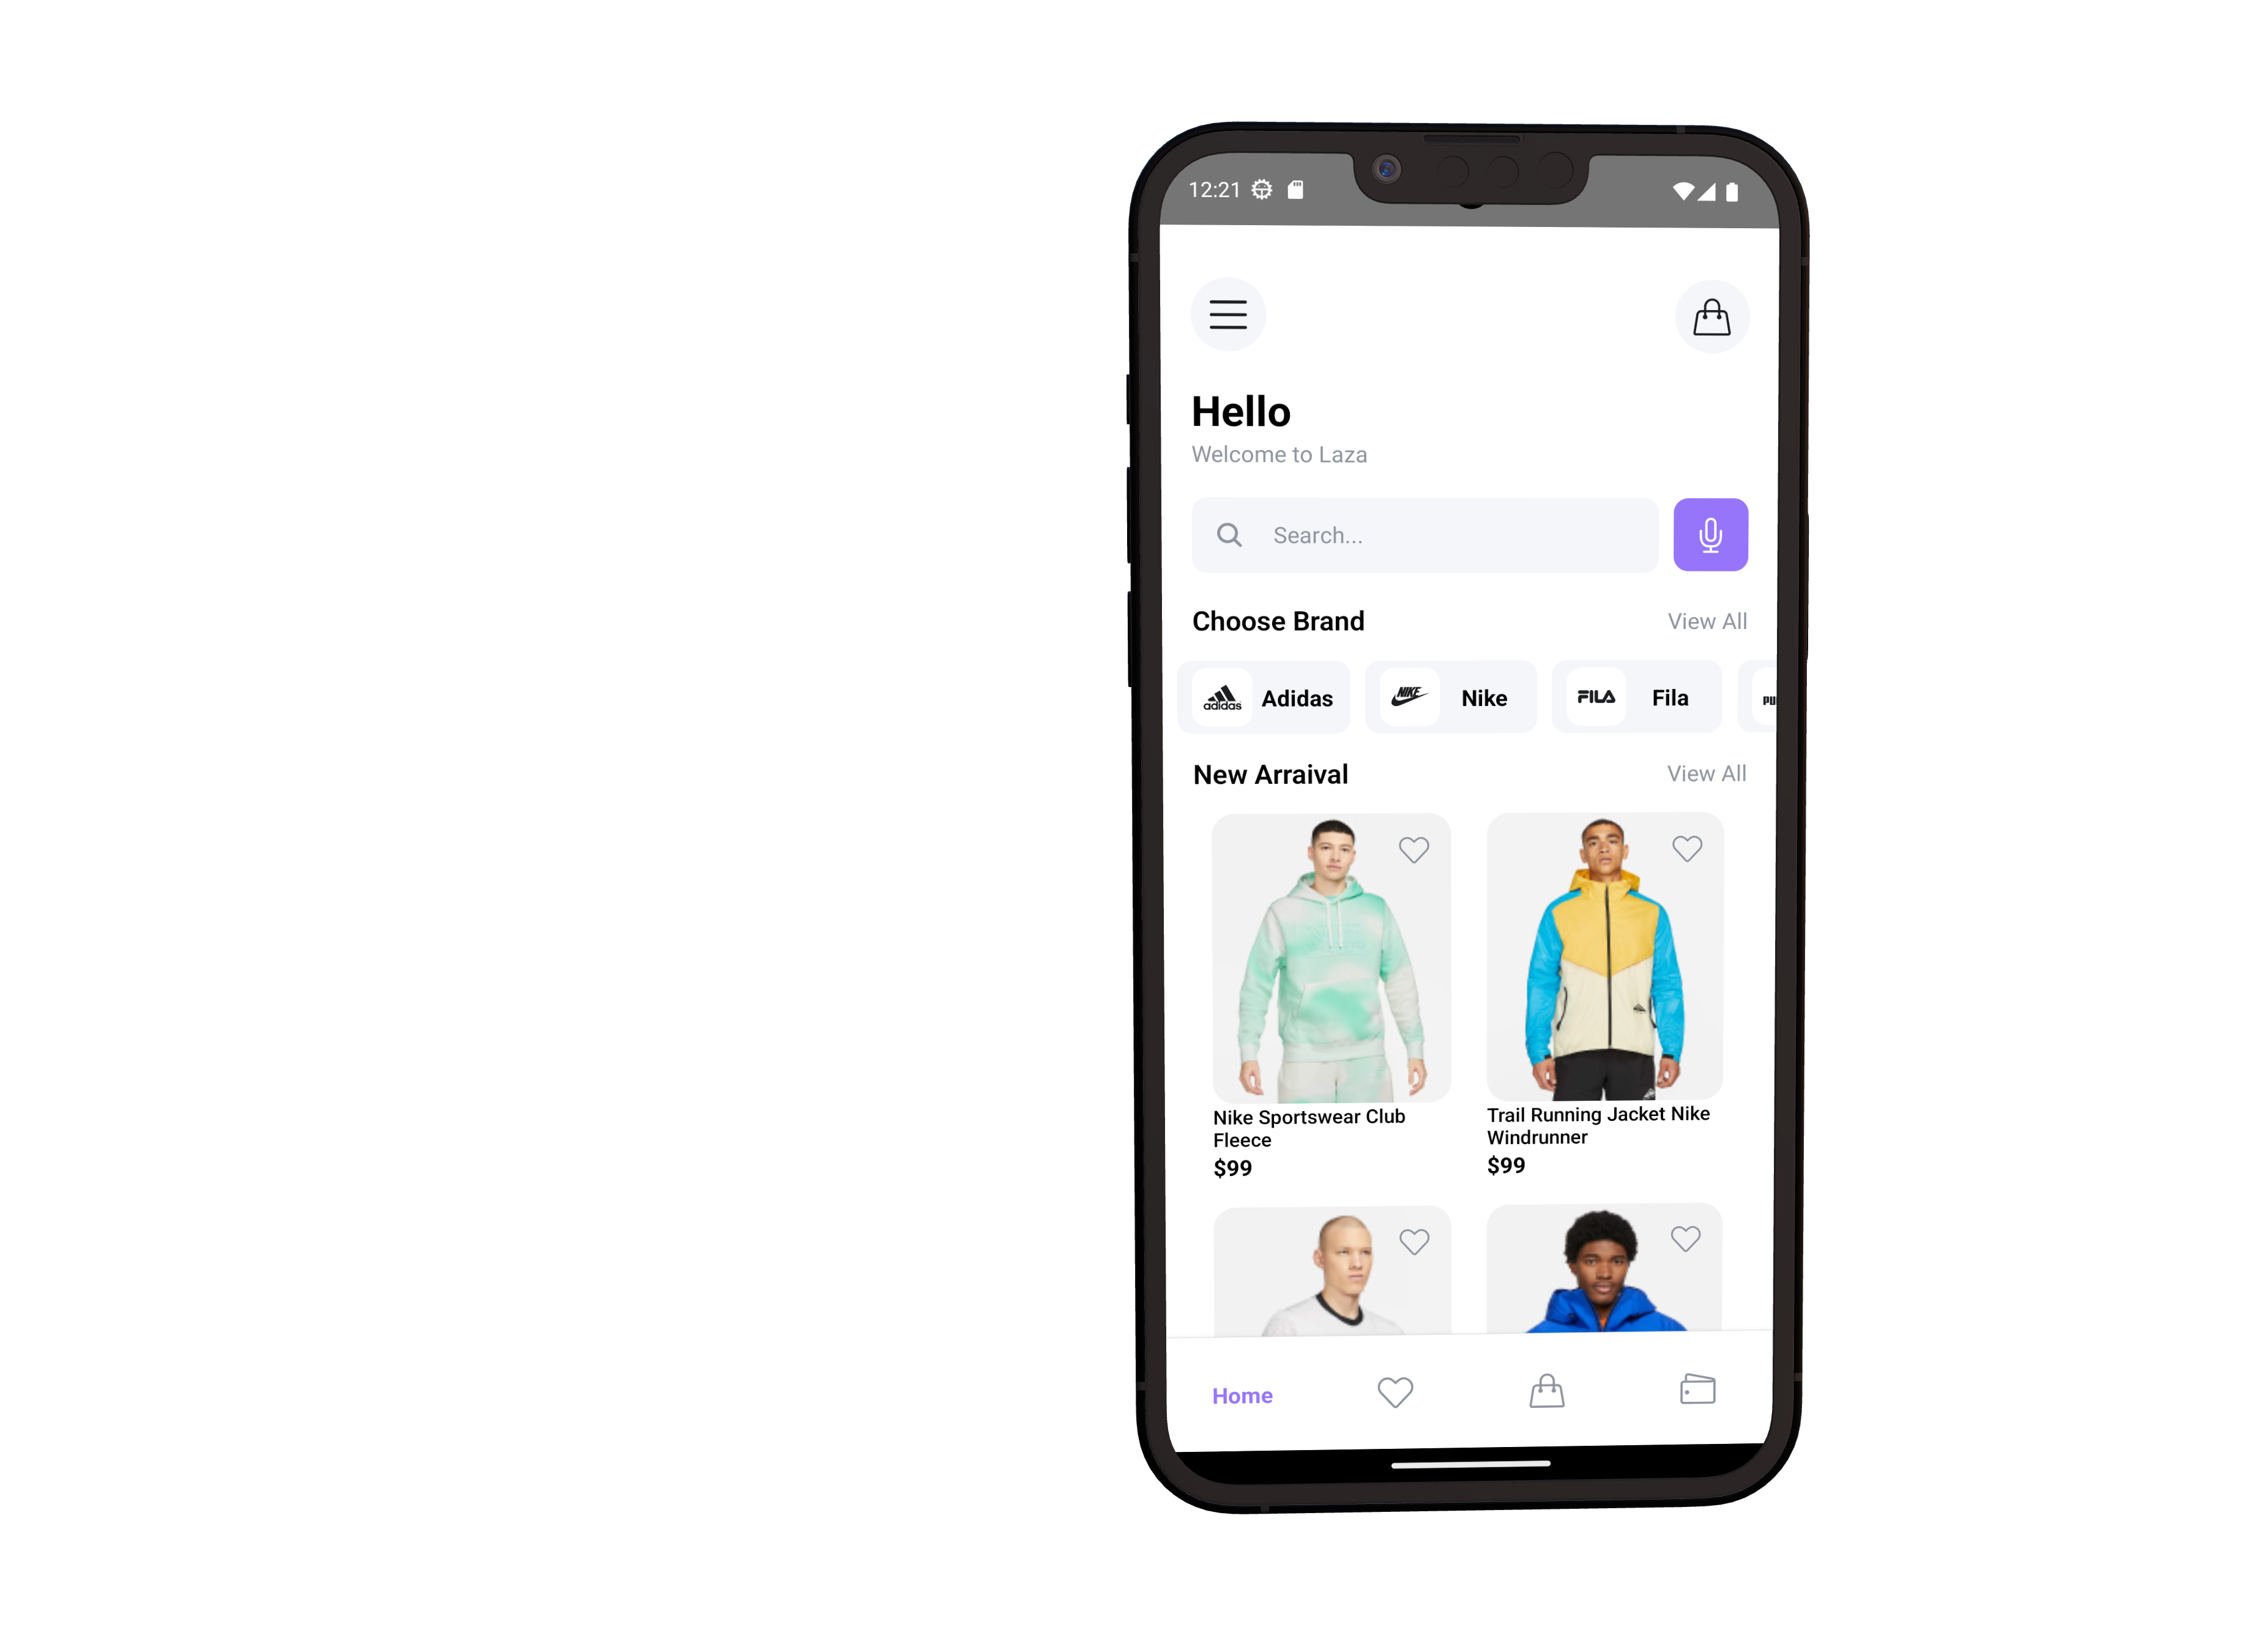 12:21
Hello
Welcome to Laza
Search...
Choose Brand View All
adidas Adidas NIKE Nike FILA Fila PU
New Arraival View All
Nike Sportswear Club
Fleece
$99
Trail Running Jacket Nike
Windrunner
$99
Home